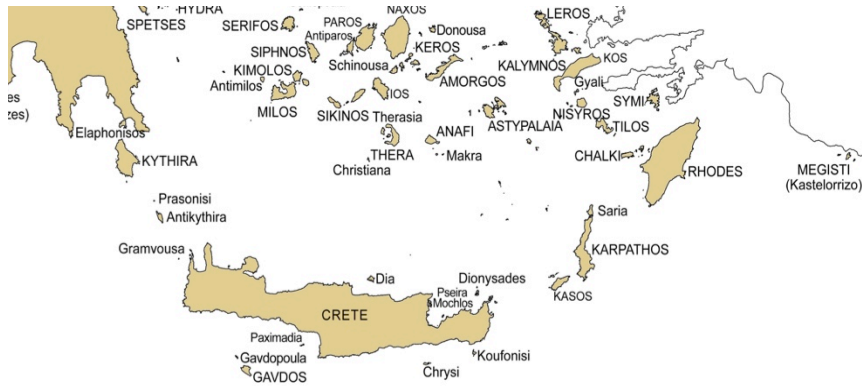 HYDRA
SPETSES
SERIFOS
PAROS
NAXOS
Antiparos
Donousa
LEROS
SIPHNOS
KEROS
KOS
Schinousa
KALYMNOS
KIMOLOS
AMORGOS
Gyali
Antimilos
IOS
MILOS
SIKINOS
Therasia
ASTYPALAIA
NISYROS
SYMI
TILOS
Elaphonisos
ANAFI
KYTHIRA
THERA
Makra
CHALKI
Christiana
RHODES
MEGISTI
(Kastelorrizo)
Prasonisi
Antikythira
Saria
Gramvousa
KARPATHOS
Dia
Dionysades
Pseira
Mochlos
KASOS
CRETE
Paximadia
Gavdopoula
Koufonisi
GAVDOS
Chrysi